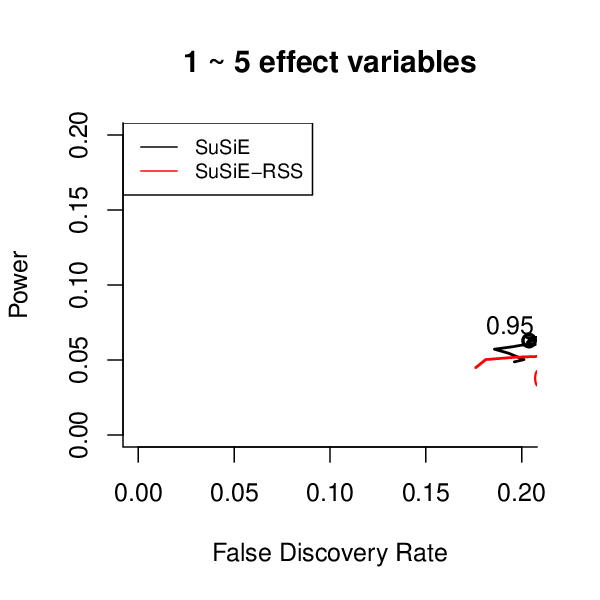 1 ~ 5 effect variables
SuSiE
SuSiE−RSS
Power
0.20
0.15
0.10
0.05
0.00
0.95
0.00 0.05 0.10 0.15 0.20
False Discovery Rate